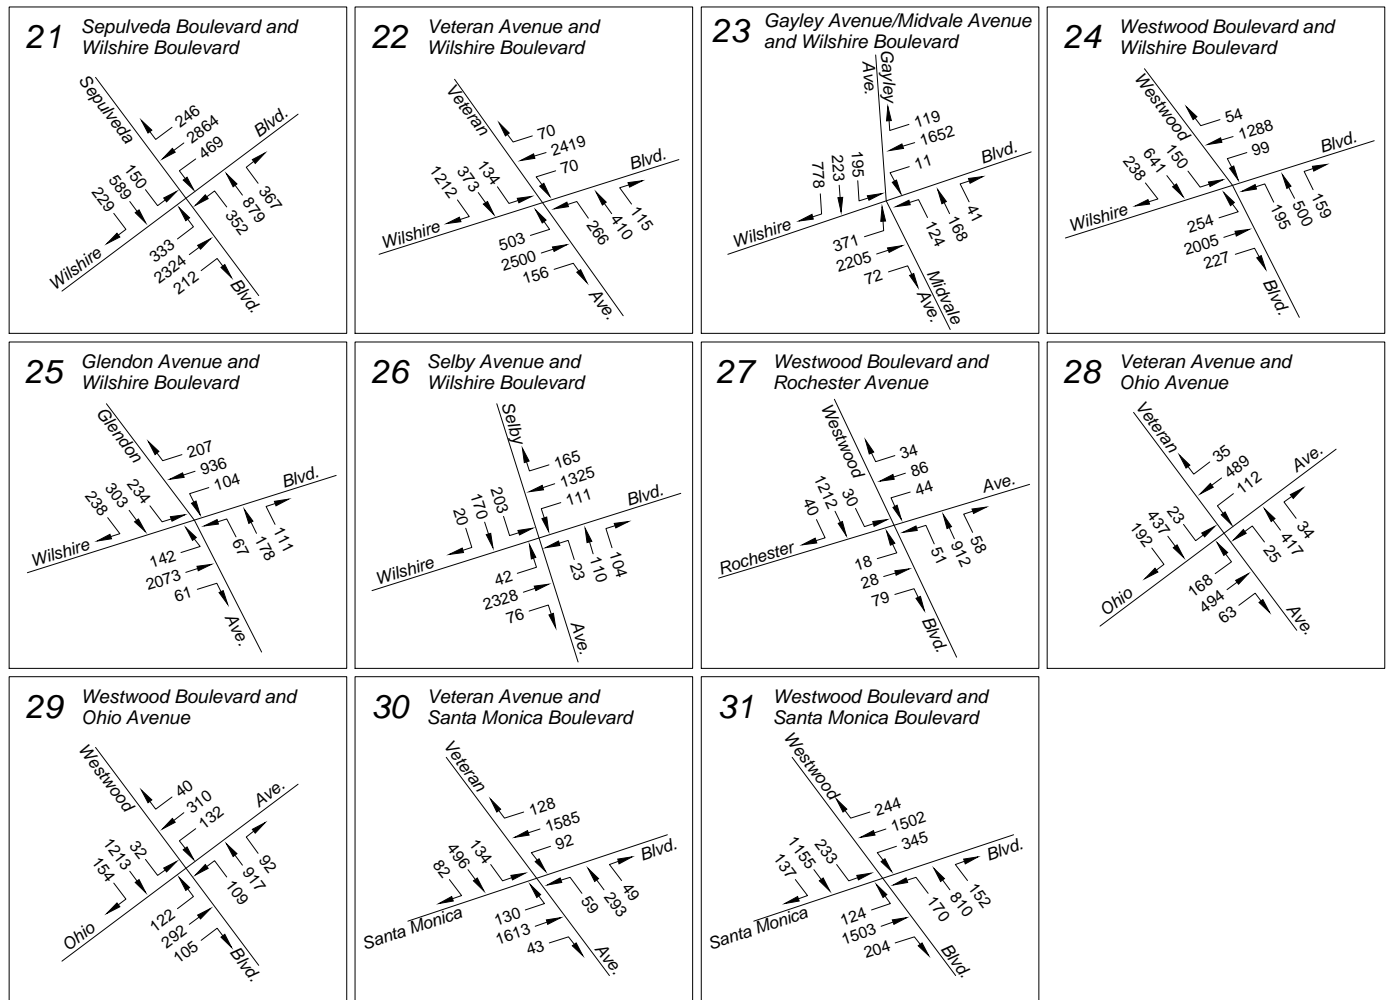 21
Sepulveda Boulevard and
Wilshire Boulevard
Sepulveda
246
2864
469
Blvd.
150
589
229
367
879
352
Wilshire
333
2324
212
Blvd.
22
Veteran Avenue and
Wilshire Boulevard
Veteran
70
2419
70
Blvd.
134
373
1212
115
410
266
Wilshire
503
2500
156
Ave.
23
Gayley Avenue/Midvale Avenue
and Wilshire Boulevard
Gayley
Ave.
119
1652
11
Blvd.
195
223
778
41
168
124
Wilshire
371
2205
72
Midvale
Ave.
24
Westwood Boulevard and
Wilshire Boulevard
Westwood
54
1288
99
Blvd.
150
641
238
159
500
195
Wilshire
254
2005
227
Blvd.
25
Glendon Avenue and
Wilshire Boulevard
Glendon
207
936
104
Blvd.
234
303
238
111
178
67
Wilshire
142
2073
61
Ave.
26
Selby Avenue and
Wilshire Boulevard
Selby
165
1325
111
Blvd.
203
170
20
104
110
23
Wilshire
42
2328
76
Ave.
27
Westwood Boulevard and
Rochester Avenue
Westwood
34
86
44
Ave.
30
1212
40
58
912
51
Rochester
18
28
79
Blvd.
28
Veteran Avenue and
Ohio Avenue
Veteran
35
489
112
Ave.
23
437
192
34
417
25
Ohio
168
494
63
Ave.
29
Westwood Boulevard and
Ohio Avenue
Westwood
40
310
132
Ave.
32
1213
154
92
917
109
Ohio
122
292
105
Blvd.
30
Veteran Avenue and
Santa Monica Boulevard
Veteran
128
1585
92
Blvd.
134
496
82
49
293
59
Santa Monica
130
1613
43
Ave.
31
Westwood Boulevard and
Santa Monica Boulevard
Westwood
244
1502
345
Blvd.
233
1155
137
152
810
170
Santa Monica
124
1503
204
Blvd.